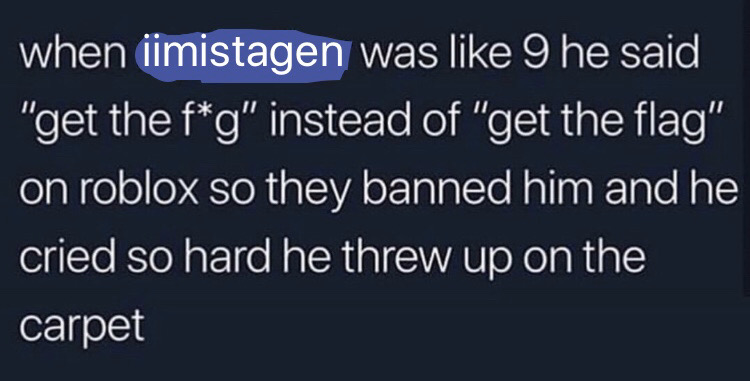 when iimistagen was like 9 he said
"get the f*g" instead of "get the flag"
on roblox so they banned him and he
cried so hard he threw up on the
carpet